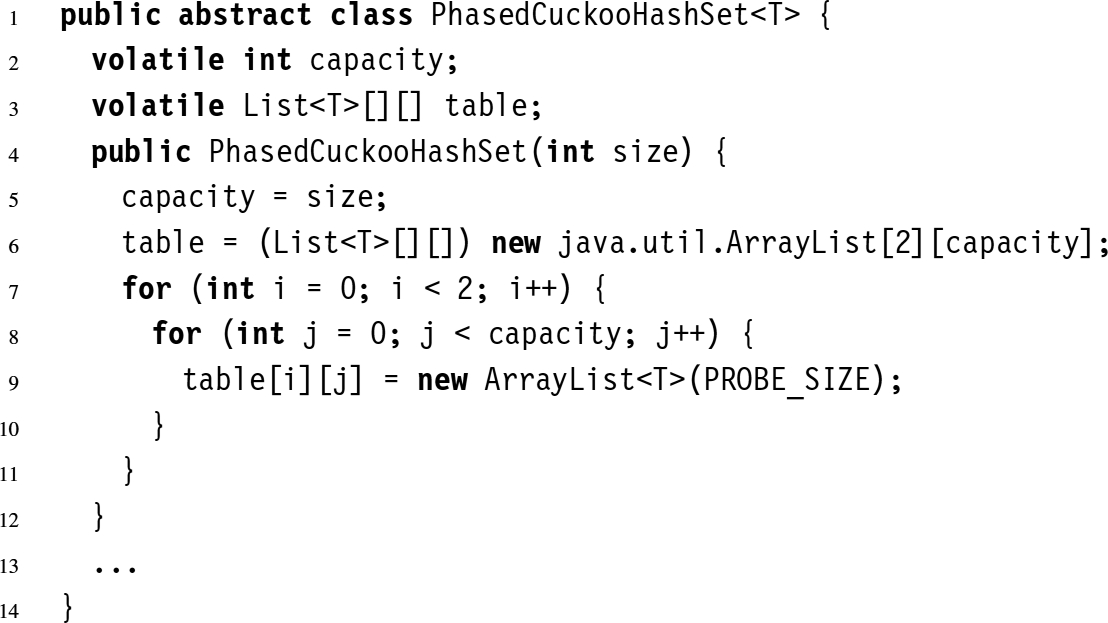 1 public abstract class PhasedCuckooHashSet<T> {
2 volatile int capacity;
3 volatile List<T>[][] table;
4 public PhasedCuckooHashSet(int size) {
5 capacity = size;
6 table = (List<T>[][]) new java.util.ArrayList[2][capacity];
7 for (int i = 0; i < 2; i++) {
8 for (int j = 0; j < capacity; j++) {
9 table[i][j] = new ArrayList<T>(PROBE_SIZE);
10 }
11 }
12 }
13 ...
14 }